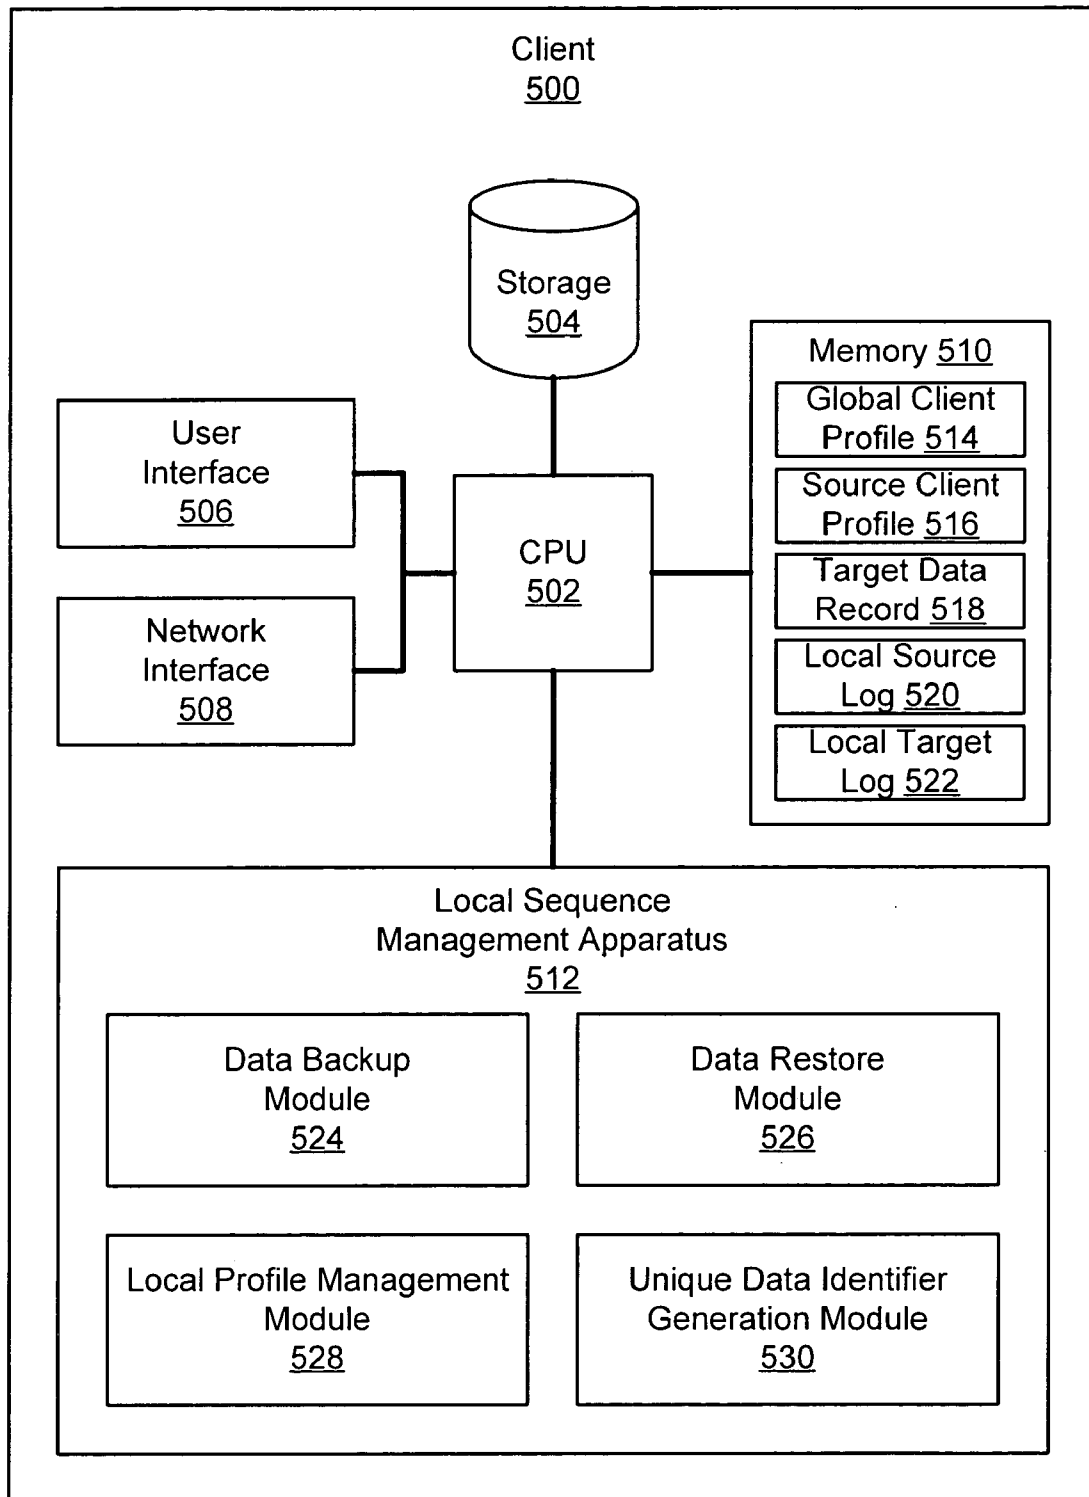 Client
500
Storage
504
Memory 510
Global Client
Profile 514
Source Client
Profile 516
Target Data
Record 518
Local Source
Log 520
Local Target
Log 522
User
Interface
506
CPU
502
Network
Interface
508
Local Sequence
Management Apparatus
512
Data Backup
Module
524
Data Restore
Module
526
Local Profile Management
Module
528
Unique Data Identifier
Generation Module
530